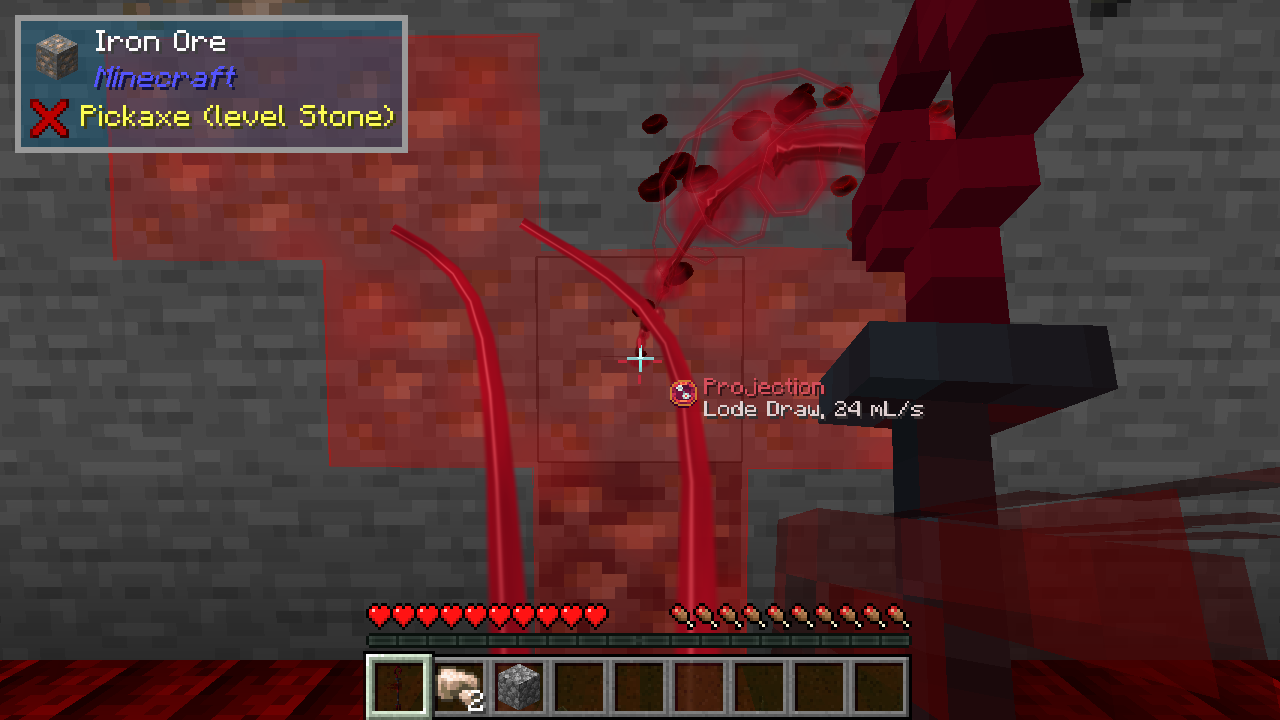 Iron Ore
Minecraft
Pickaxe (level Stone)
Projection
Lode Draw, 24 mL/s
2